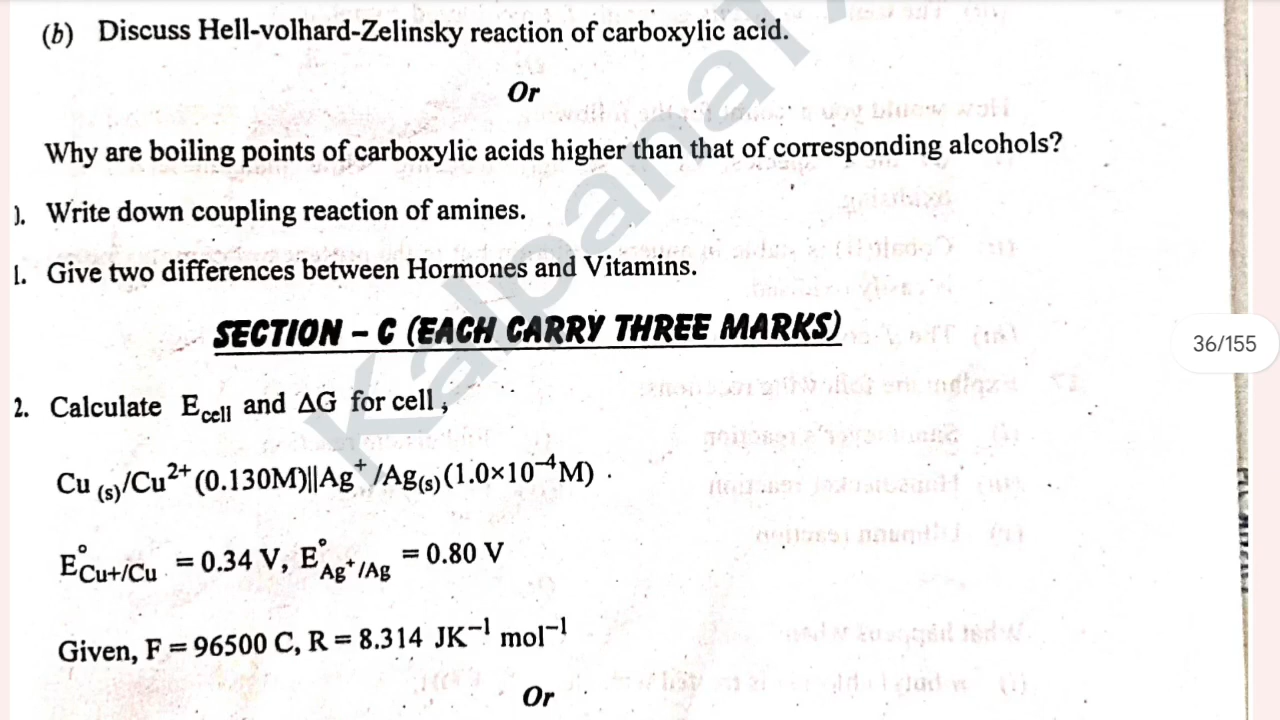 (b) Discuss Hell-volhard-Zelinsky reaction of carboxylic acid.
Or
Why are boiling points of carboxylic acids higher than that of corresponding alcohols?
). Write down coupling reaction of amines.
1. Give two differences between Hormones and Vitamins.
SECTION – C (EACH CARRY THREE MARKS)
36/155
2. Calculate E cell and ΔG for cell,
Cu (s)/Cu²⁺ (0.130M)||Ag⁺ /Ag(s)(1.0×10⁻⁴M) .
E°Cu+/Cu = 0.34 V, E°Ag⁺/Ag = 0.80 V
Given, F = 96500 C, R = 8.314 JK⁻¹ mol⁻¹
Or